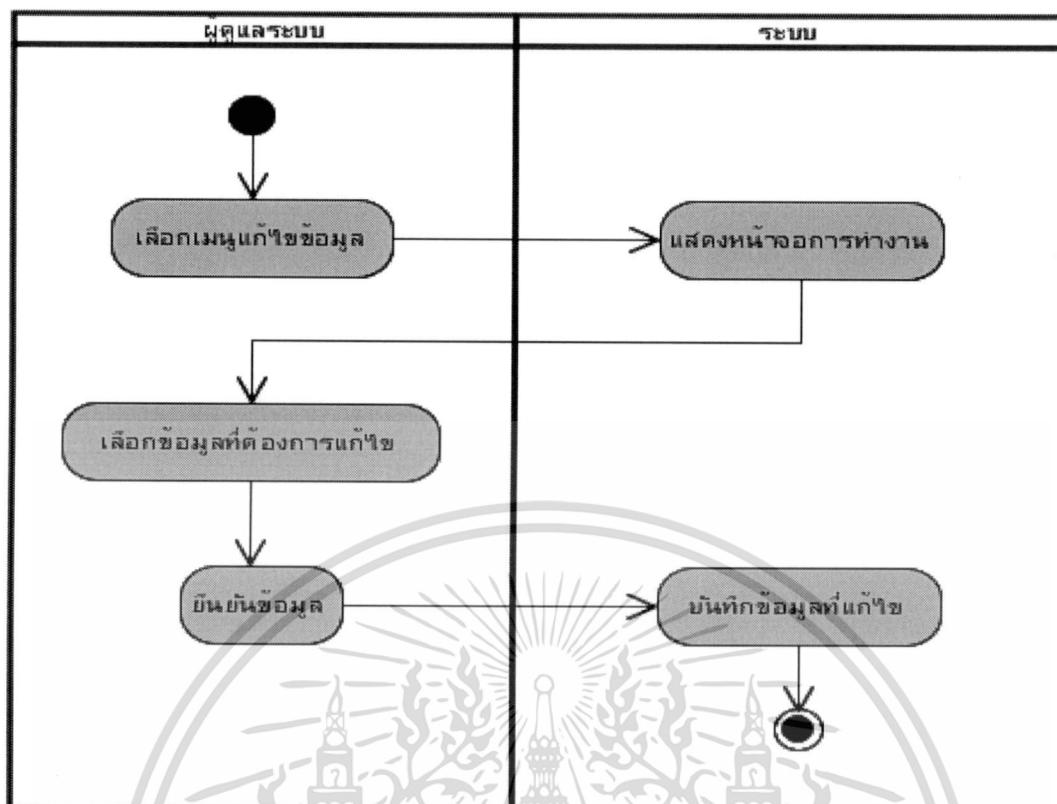 ผู้ดูแลระบบ
ระบบ
เลือกเมนูแก้ไขข้อมูล
แสดงหน้าจอการทำงาน
เลือกข้อมูลที่ต้องการแก้ไข
ยืนยันข้อมูล
บันทึกข้อมูลที่แก้ไข